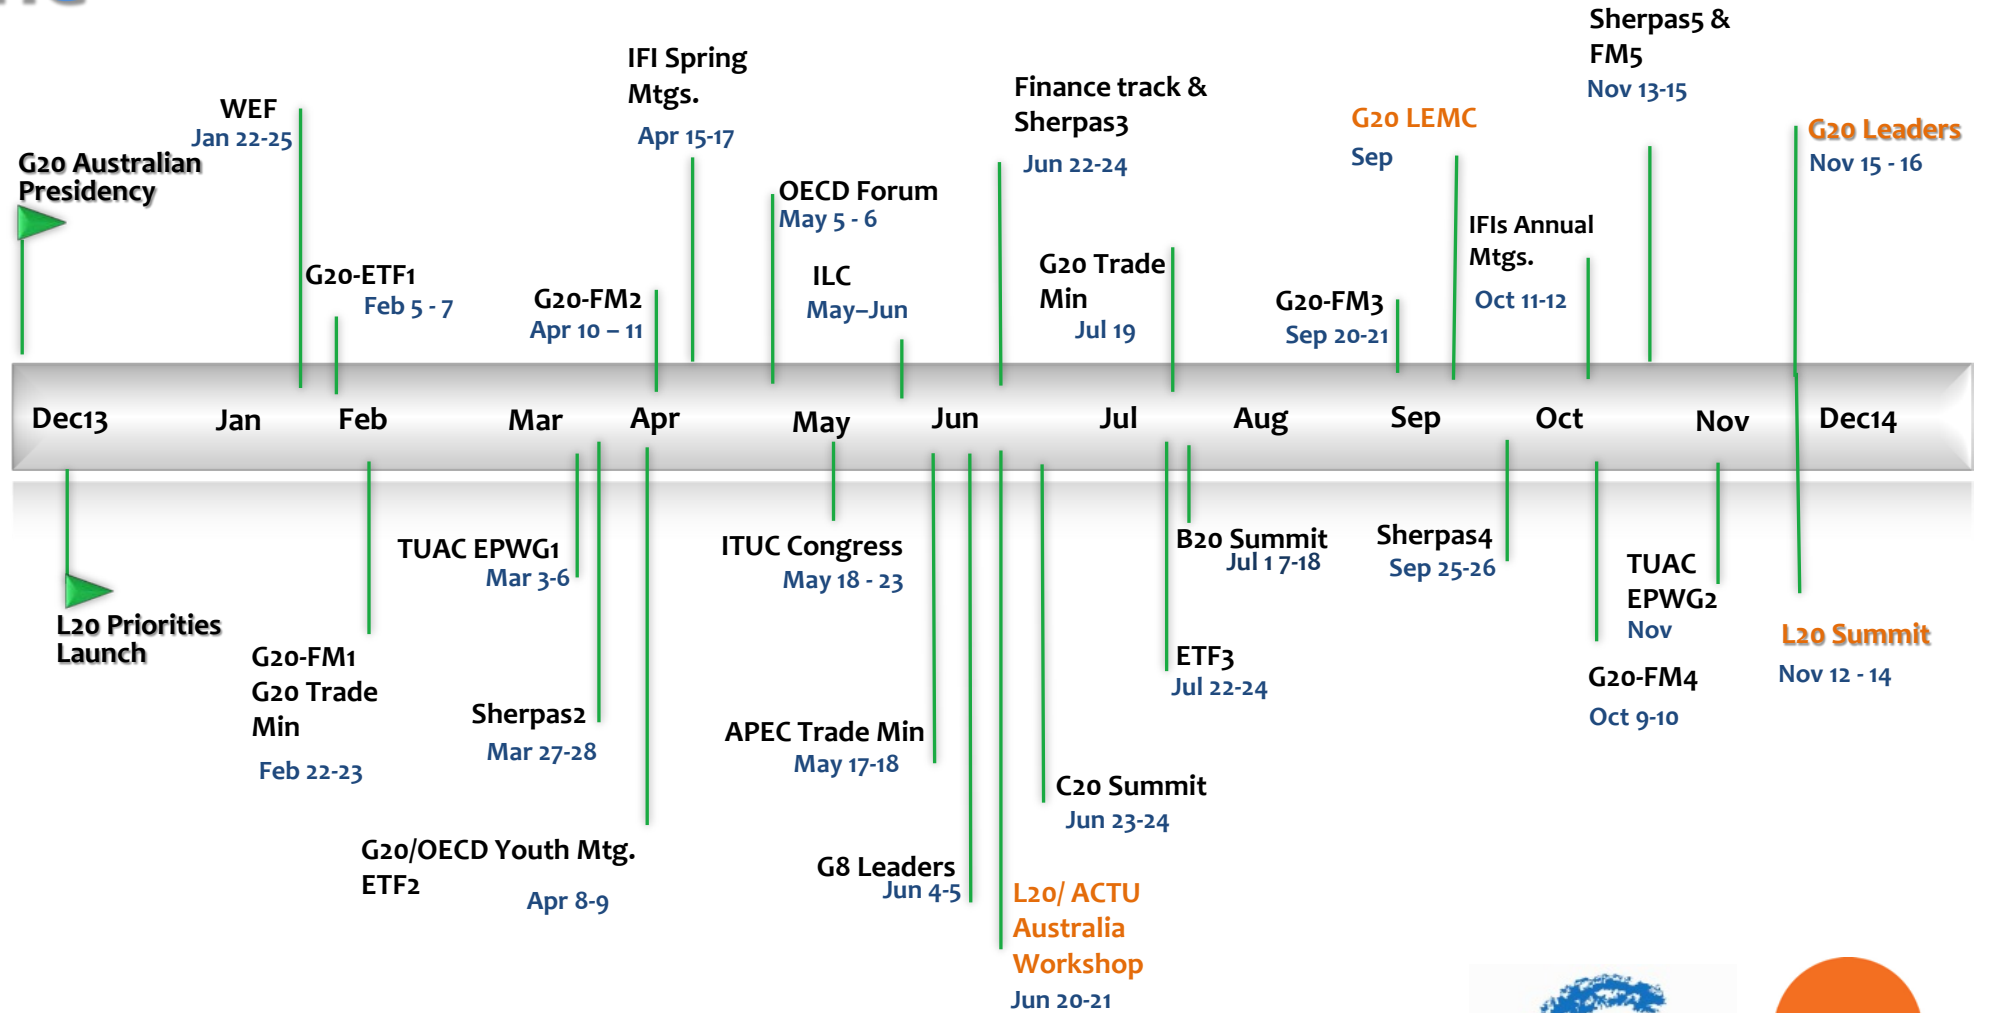 Sherpas5 &
FM5
Nov 13-15
IFI Spring
Mtgs.
Apr 15-17
Finance track &
Sherpas3
Jun 22-24
WEF
Jan 22-25
G20 LEMC
Sep
G20 Leaders
Nov 15 - 16
G20 Australian
Presidency
OECD Forum
May 5 - 6
IFIs Annual
Mtgs.
Oct 11-12
G20-ETF1
Feb 5 - 7
G20-FM2
Apr 10 – 11
ILC
May–Jun
G20 Trade
Min
Jul 19
G20-FM3
Sep 20-21
Dec13 Jan Feb Mar Apr May Jun Jul Aug Sep Oct Nov Dec14
L20 Priorities
Launch
TUAC EPWG1
Mar 3-6
ITUC Congress
May 18 - 23
B20 Summit
Jul 1 7-18
Sherpas4
Sep 25-26
TUAC
EPWG2
Nov
L20 Summit
Nov 12 - 14
G20-FM1
G20 Trade
Min
Feb 22-23
ETF3
Jul 22-24
G20-FM4
Oct 9-10
Sherpas2
Mar 27-28
APEC Trade Min
May 17-18
C20 Summit
Jun 23-24
G20/OECD Youth Mtg.
ETF2
Apr 8-9
G8 Leaders
Jun 4-5
L20/ ACTU
Australia
Workshop
Jun 20-21